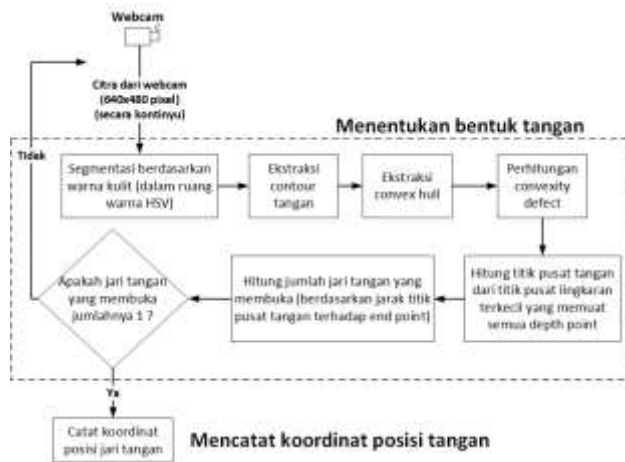 Webcam
Citra dari webcam
(640x480 pixel)
(secara kontinyu)
Menentukan bentuk tangan
Tidak
Segmentasi berdasarkan
warna kulit (dalam ruang
warna HSV)
Ekstraksi
contour
tangan
Ekstraksi
convex hull
Perhitungan
convexity
defect
Apakah jari tangan
yang membuka
jumlahnya 1 ?
Hitung jumlah jari tangan yang
membuka (berdasarkan jarak titik
pusat tangan terhadap end point)
Hitung titik pusat tangan
dari titik pusat lingkaran
terkecil yang memuat
semua depth point
Ya
Catat koordinat
posisi jari tangan
Mencatat koordinat posisi tangan